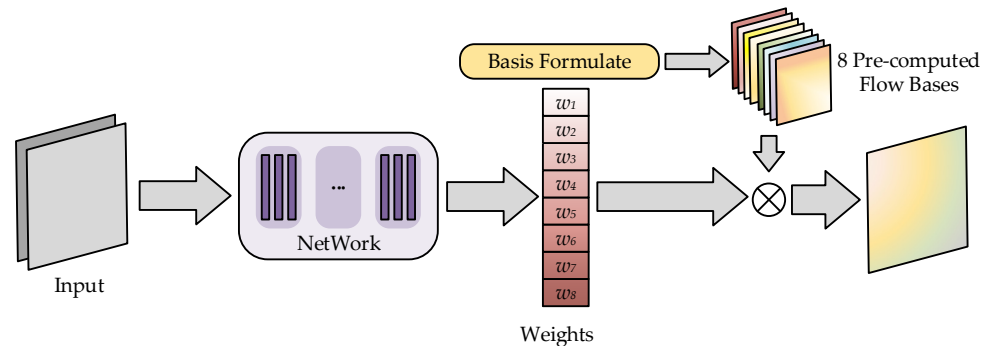 Basis Formulate
8 Pre-computed
Flow Bases
w1
w2
w3
w4
w5
w6
w7
w8
...
NetWork
Input
Weights